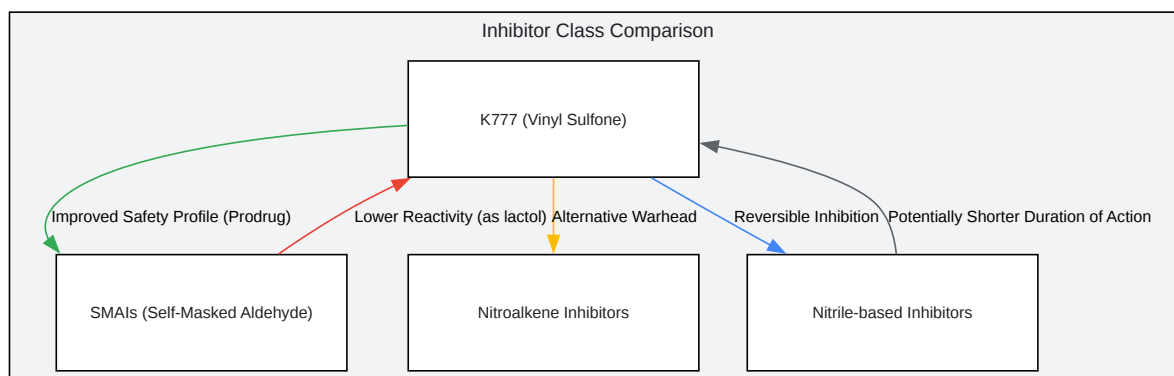 Inhibitor Class Comparison
K777 (Vinyl Sulfone)
Improved Safety Profile (Prodrug)
Lower Reactivity (as lactol)
Alternative Warhead
Reversible Inhibition
Potentially Shorter Duration of Action
SMAIs (Self-Masked Aldehyde)
Nitroalkene Inhibitors
Nitrile-based Inhibitors